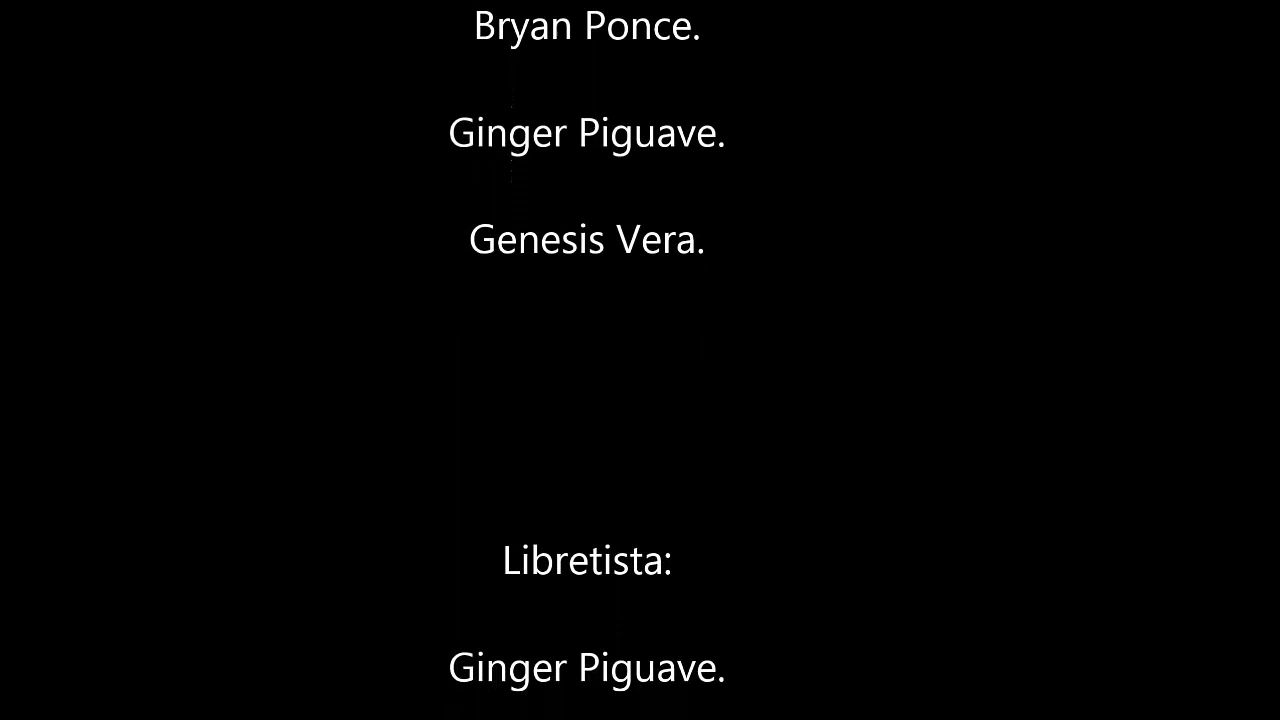 Bryan Ponce.
Ginger Piguave.
Genesis Vera.
Libretista:
Ginger Piguave.